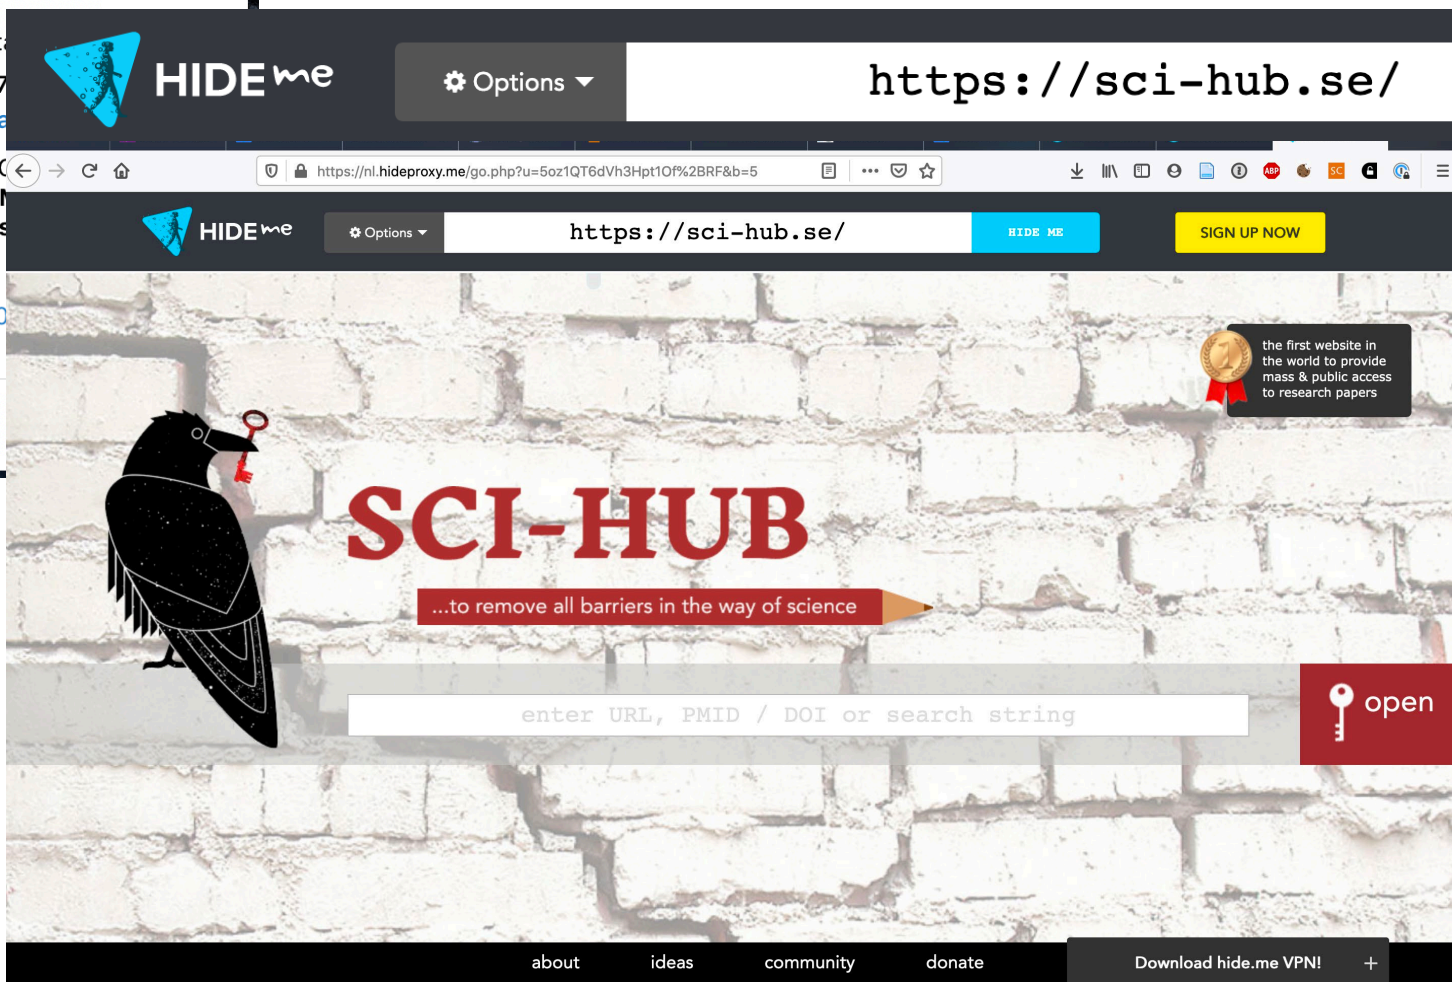 HIDE me
Options
https://sci-hub.se/
https://nl.hideproxy.me/go.php?u=5oz1QT6dVh3Hpt1Of%2BRF&b=5
ABP
SC
HIDE me
Options
https://sci-hub.se/
HIDE ME
SIGN UP NOW
1
the first website in
the world to provide
mass & public access
to research papers
SCI-HUB
...to remove all barriers in the way of science
enter URL, PMID / DOI or search string
open
about
ideas
community
donate
Download hide.me VPN!
+